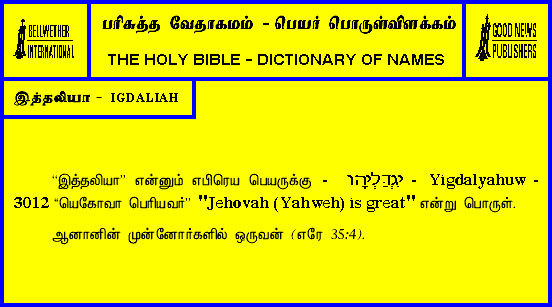 BELLWETHER
INTERNATIONAL
பரிசுத்த வேதாகமம் - பெயர் பொருள்விளக்கம்
THE HOLY BIBLE - DICTIONARY OF NAMES
GOOD NEWS
PUBLISHERS
இத்தலியா - IGDALIAH
“இத்தலியா” என்னும் எபிரெய பெயருக்கு - יִגְדַּלְיָהוּ - Yigdalyahuw -
3012 “யெகோவா பெரியவர்” "Jehovah (Yahweh) is great" என்று பொருள்.
ஆனானின் முன்னோர்களில் ஒருவன் (எரே 35:4).